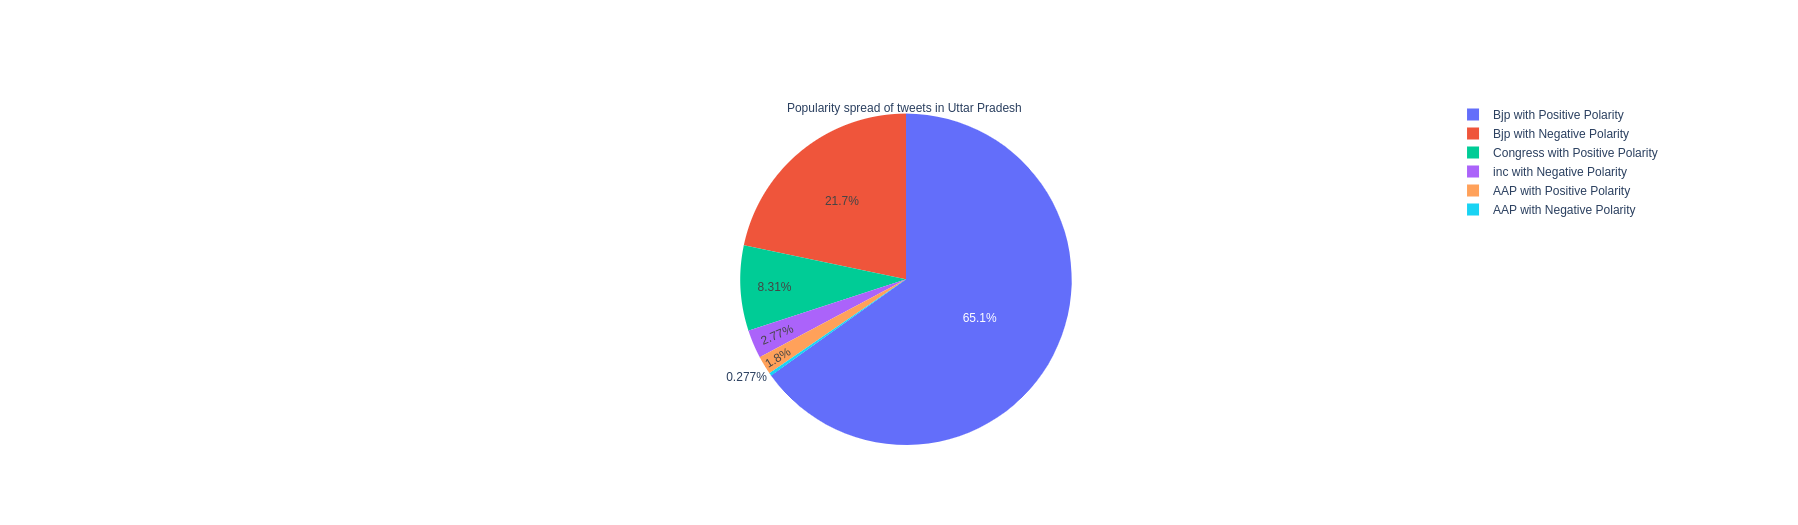 Popularity spread of tweets in Uttar Pradesh
Bjp with Positive Polarity
Bjp with Negative Polarity
Congress with Positive Polarity
inc with Negative Polarity
AAP with Positive Polarity
AAP with Negative Polarity
21.7%
8.31%
65.1%
2.77%
1.8%
0.277%